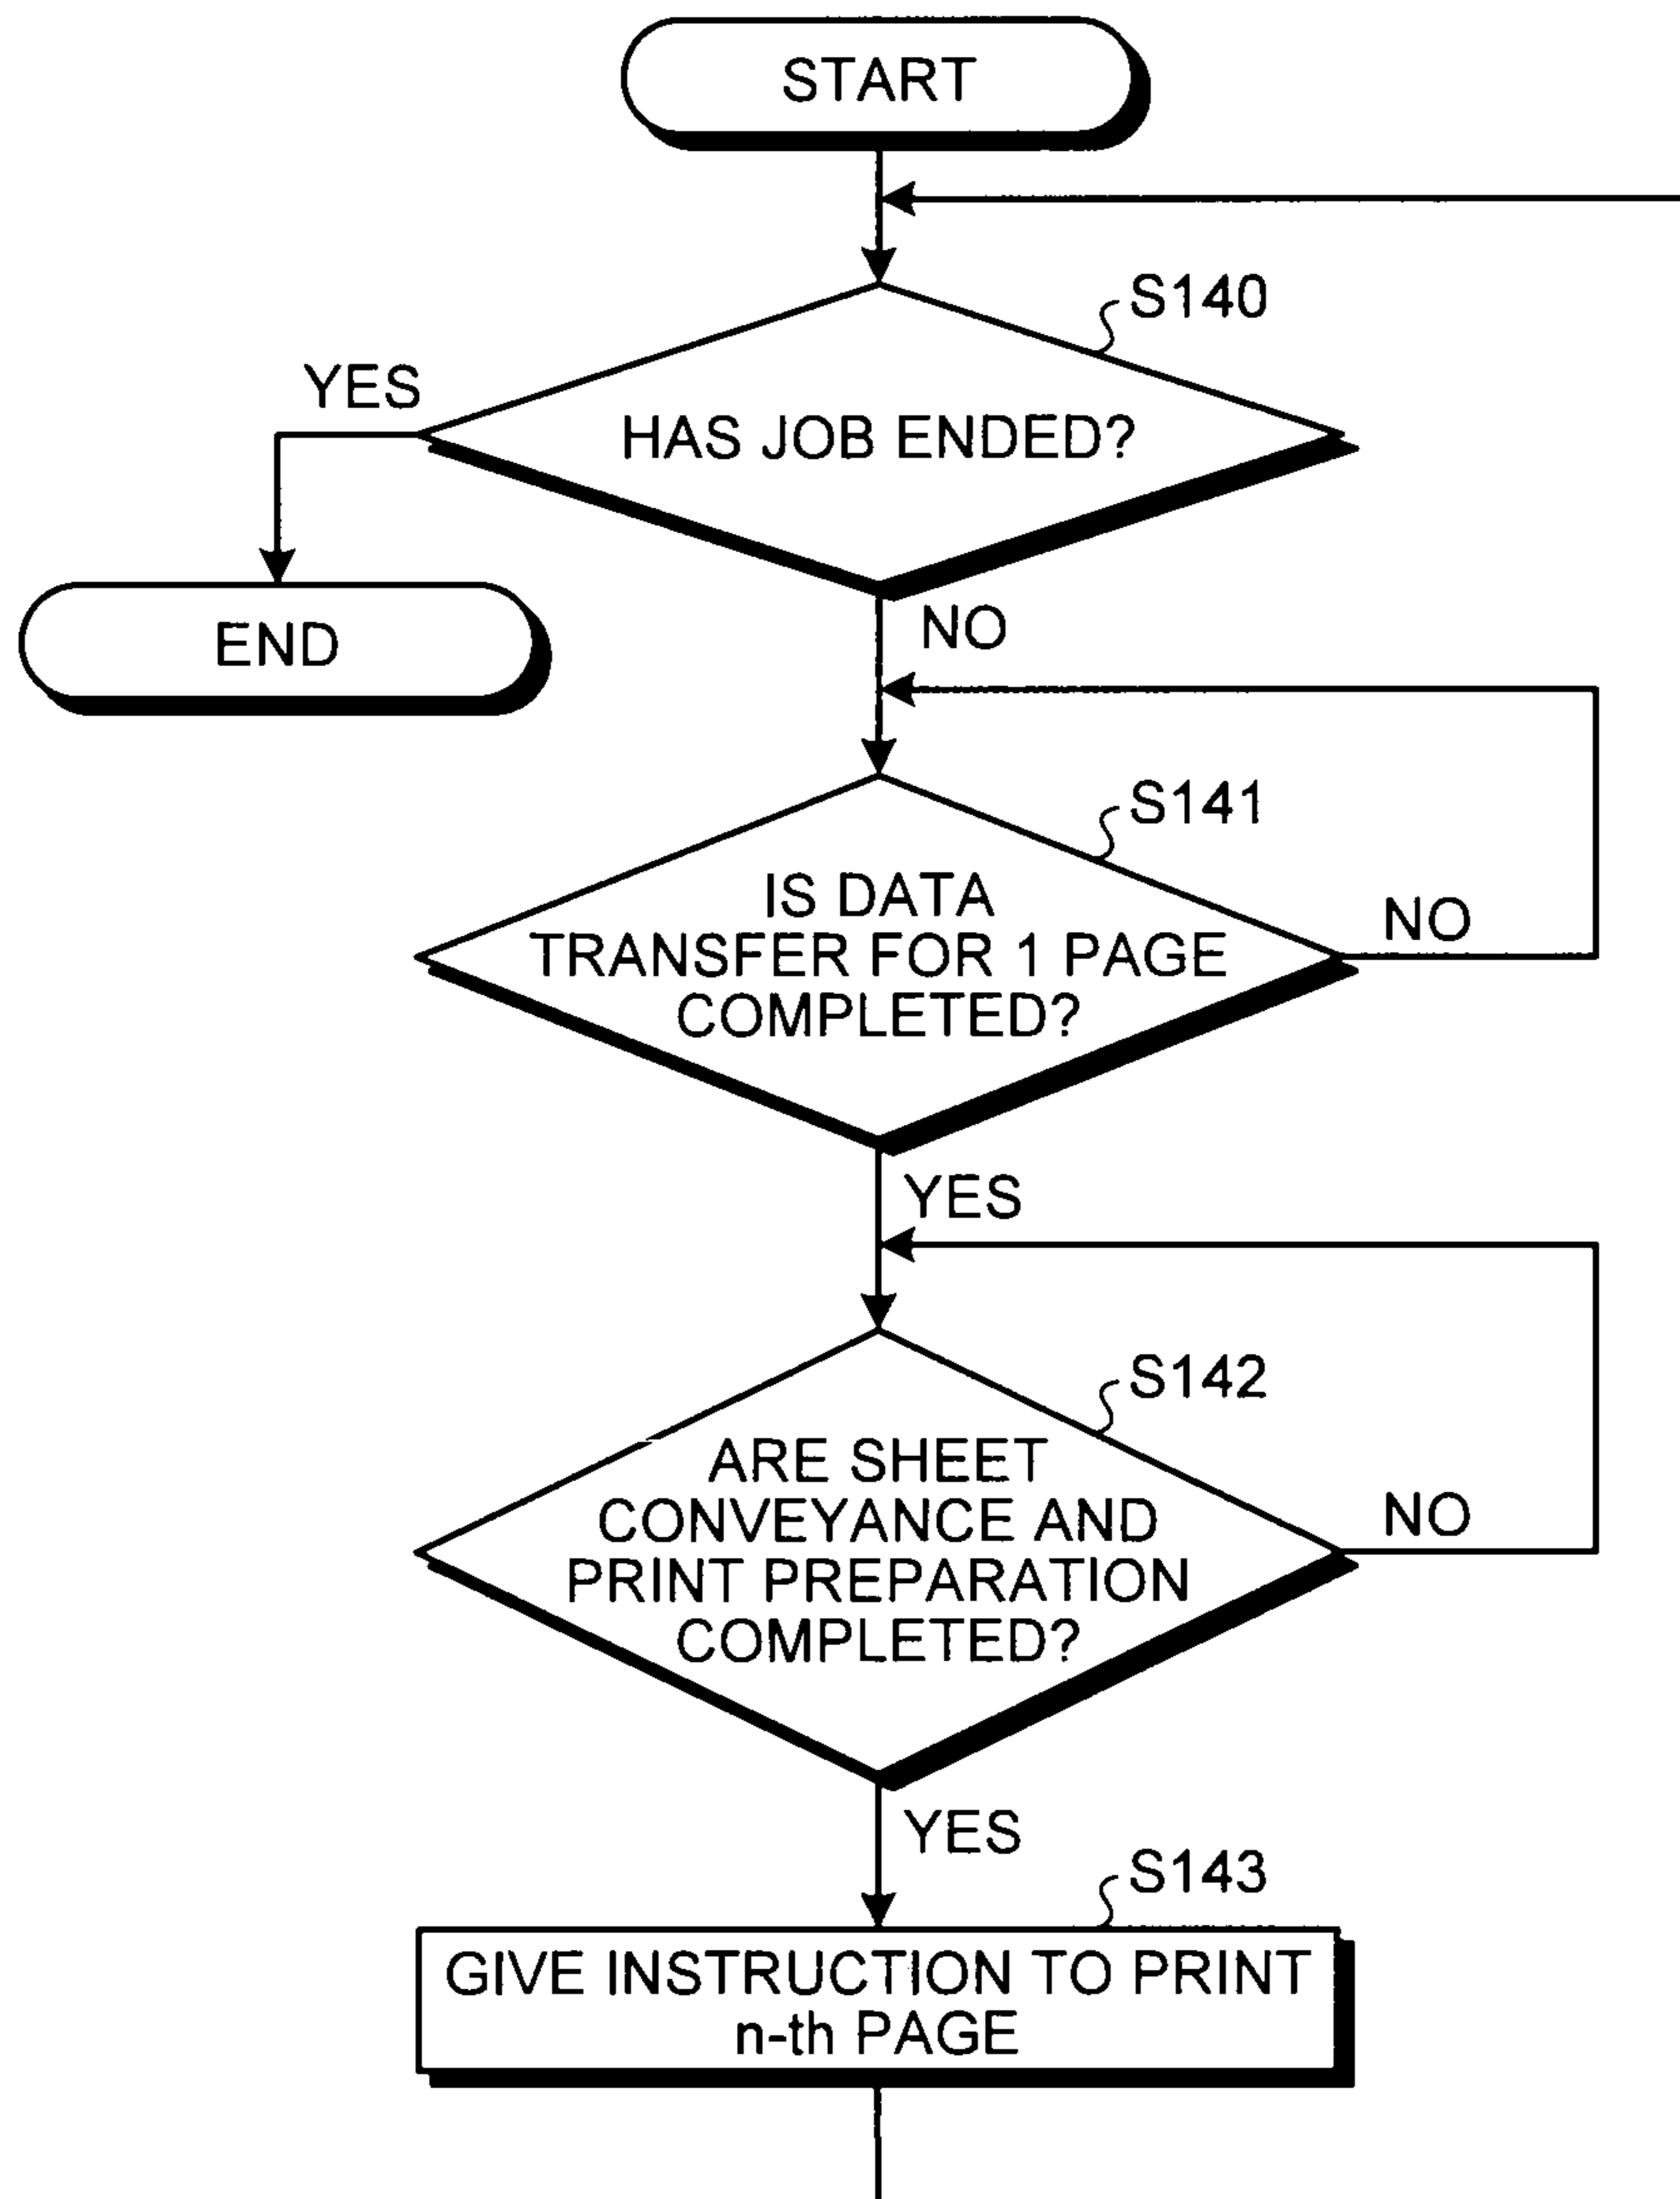 START
S140
YES
HAS JOB ENDED?
END
NO
S141
IS DATA
TRANSFER FOR 1 PAGE
COMPLETED?
NO
YES
S142
ARE SHEET
CONVEYANCE AND
PRINT PREPARATION
COMPLETED?
NO
YES
S143
GIVE INSTRUCTION TO PRINT
n-th PAGE